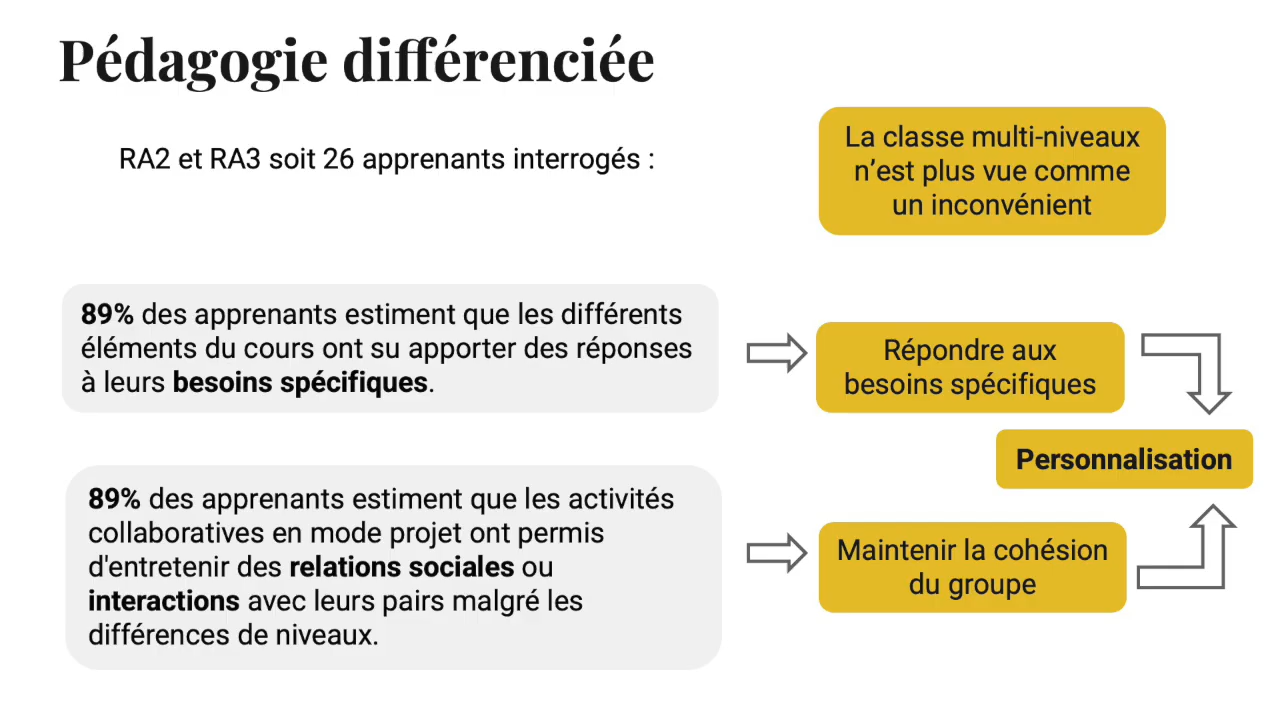 Pédagogie différenciée
RA2 et RA3 soit 26 apprenants interrogés :
La classe multi-niveaux
n’est plus vue comme
un inconvénient
89% des apprenants estiment que les différents
éléments du cours ont su apporter des réponses
à leurs besoins spécifiques.
Répondre aux
besoins spécifiques
Personnalisation
89% des apprenants estiment que les activités
collaboratives en mode projet ont permis
d'entretenir des relations sociales ou
interactions avec leurs pairs malgré les
différences de niveaux.
Maintenir la cohésion
du groupe